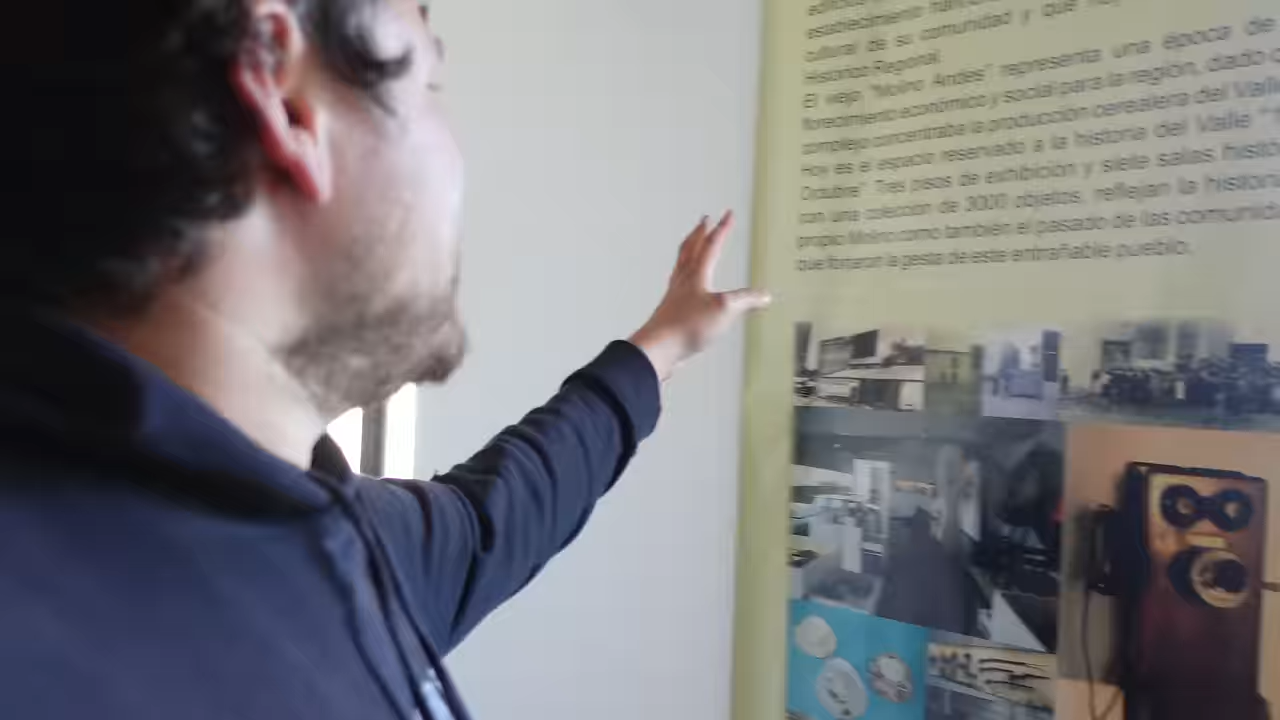 establecimiento
cultural de su comunidad y que hoy
Histórico Regional.
El viejo "Molino Andes" representa una época de
florecimiento económico y social para la región, dado
complejo concentraba la producción cerealera del Valle
Hoy es el espacio reservado a la historia del Valle "
Octubre". Tres pisos de exhibición y siete salas
con una colección de 3000 objetos, reflejan la
propio Molino como también el pasado de las
que forjaron la gesta de este entrañable pueblo.